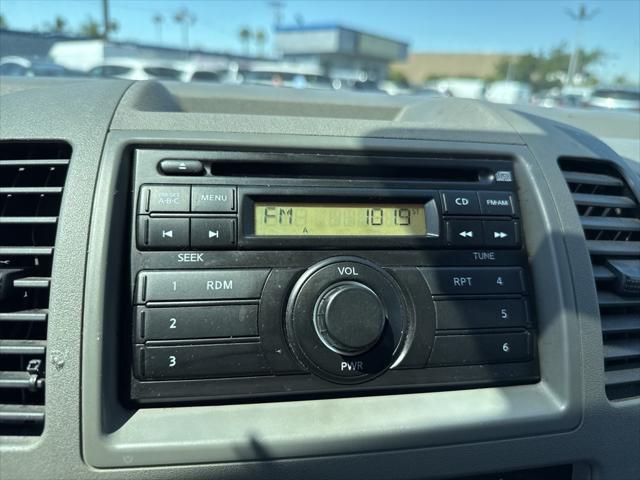 PRESET A·B·C
MENU
CD
FM·AM
FM 101.9 ST
A
SEEK
TUNE
VOL
PWR
1 RDM
2
3
RPT 4
5
6